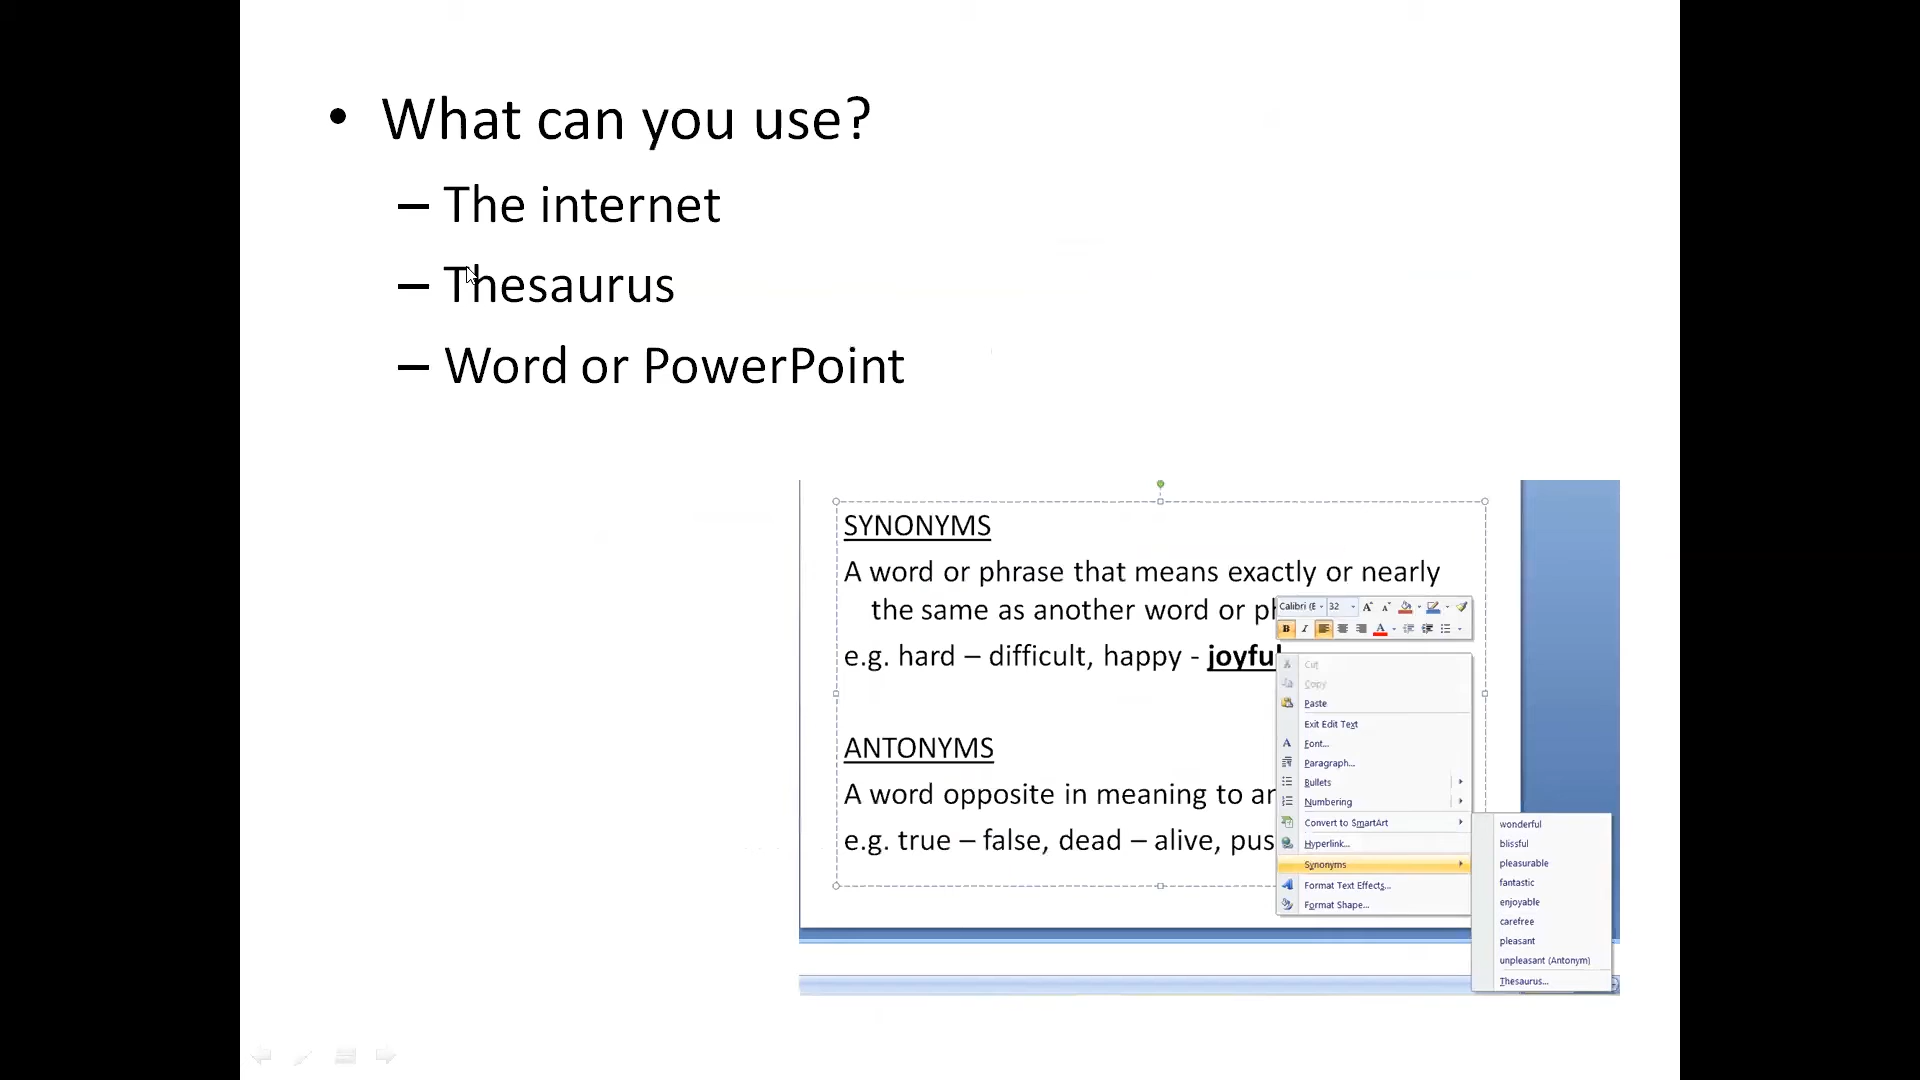 • What can you use?
– The internet
– Thesaurus
– Word or PowerPoint
SYNONYMS
A word or phrase that means exactly or nearly
the same as another word or ph
e.g. hard – difficult, happy - joyful
ANTONYMS
A word opposite in meaning to an
e.g. true – false, dead – alive, pus
Calibri (E 32
Cut
Copy
Paste
Exit Edit Text
Font...
Paragraph...
Bullets
Numbering
Convert to SmartArt
Hyperlink...
Synonyms
Format Text Effects...
Format Shape...
wonderful
blissful
pleasurable
fantastic
enjoyable
carefree
pleasant
unpleasant (Antonym)
Thesaurus...